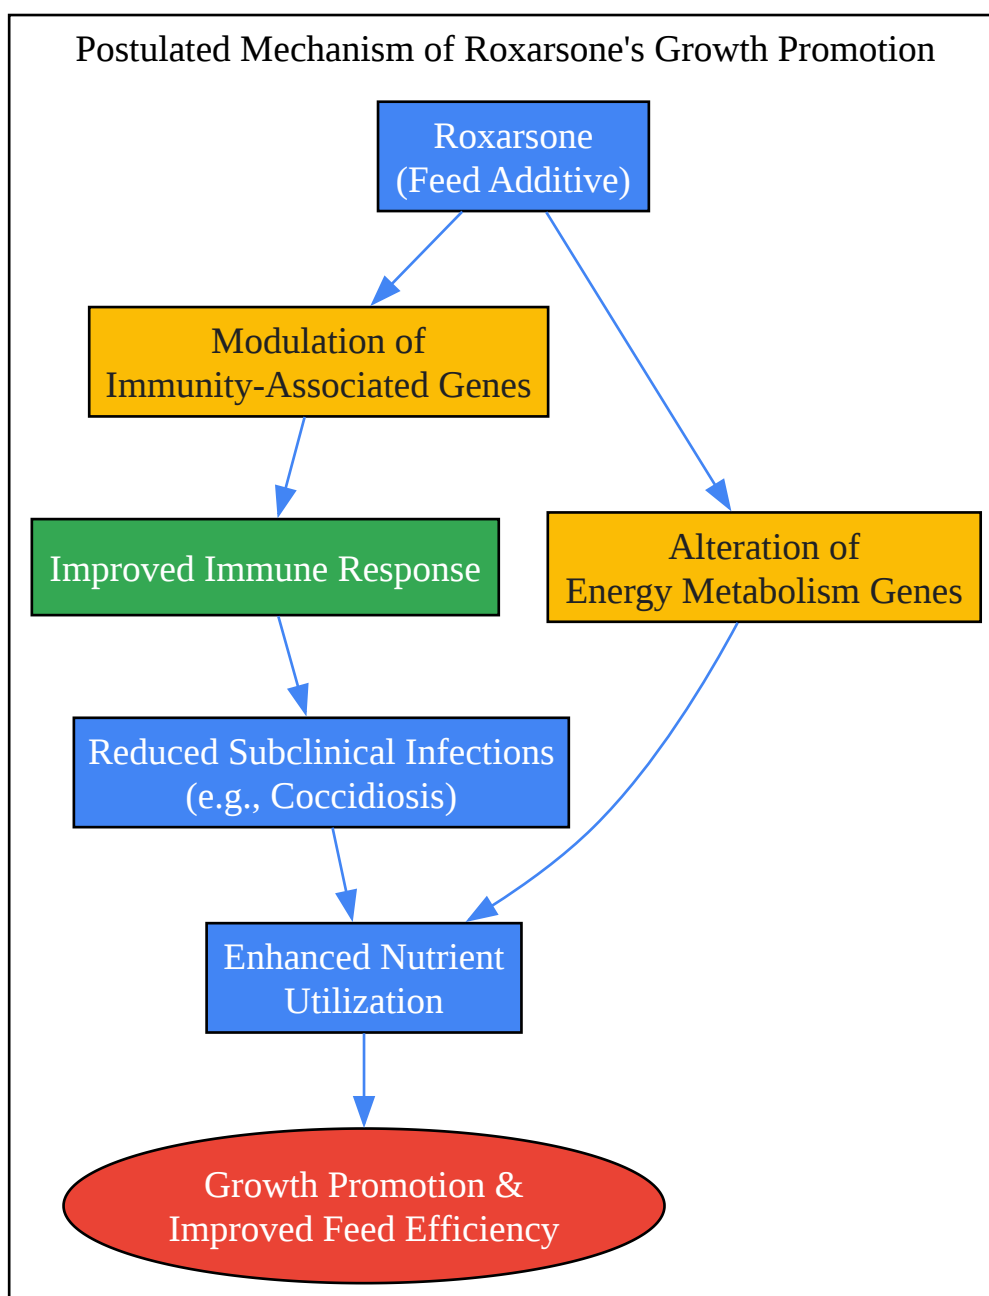 Postulated Mechanism of Roxarsone's Growth Promotion
Roxarsone
(Feed Additive)
Modulation of
Immunity-Associated Genes
Improved Immune Response
Alteration of
Energy Metabolism Genes
Reduced Subclinical Infections
(e.g., Coccidiosis)
Enhanced Nutrient
Utilization
Growth Promotion &
Improved Feed Efficiency